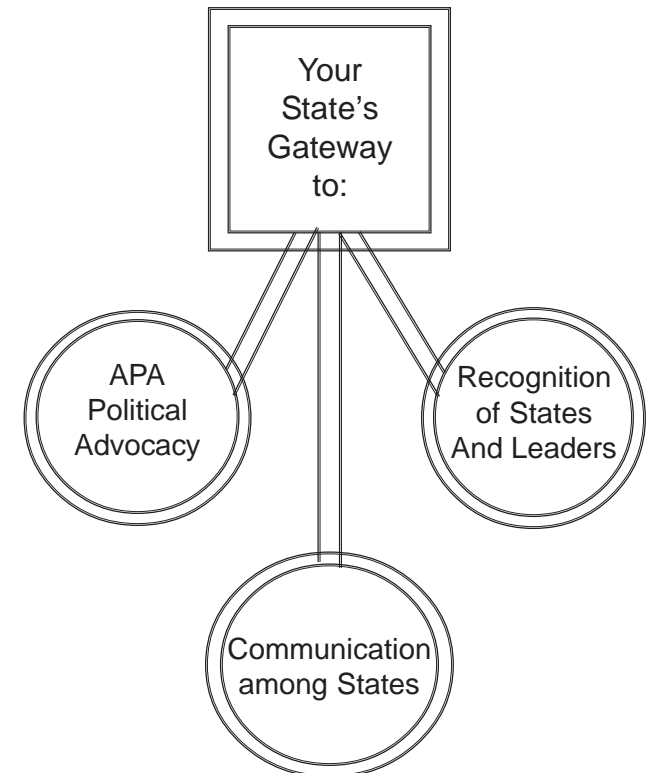 Your
State’s
Gateway
to:
APA
Political
Advocacy
Recognition
of States
And Leaders
Communication
among States